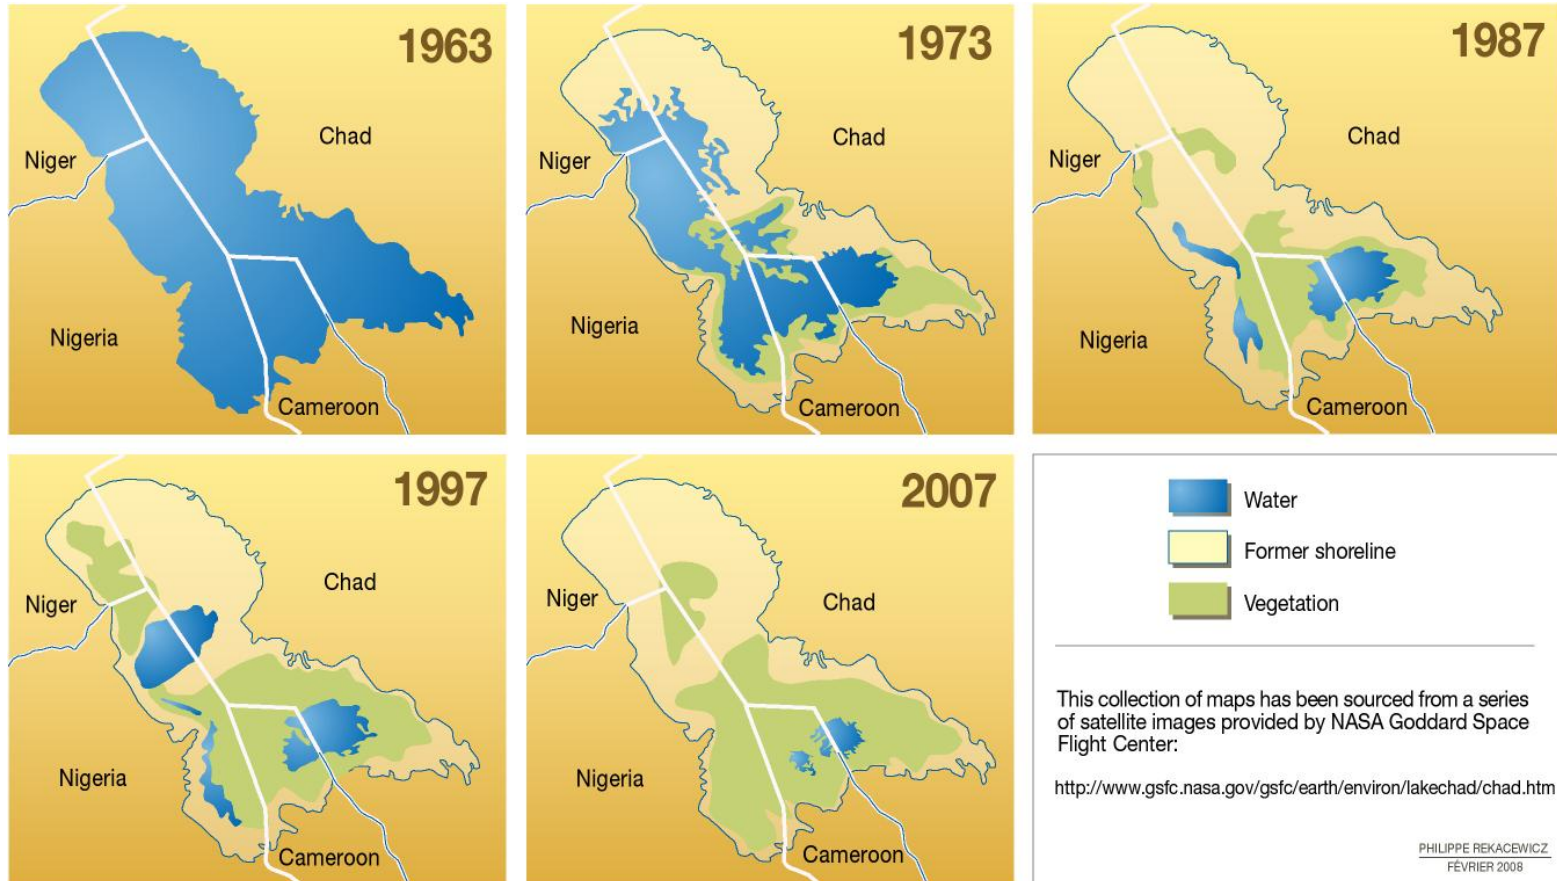 1963
Chad
Niger
Nigeria
Cameroon
1973
Chad
Niger
Nigeria
Cameroon
1987
Chad
Niger
Nigeria
Cameroon
1997
Chad
Niger
Nigeria
Cameroon
2007
Chad
Niger
Nigeria
Cameroon
Water
Former shoreline
Vegetation
This collection of maps has been sourced from a series
of satellite images provided by NASA Goddard Space
Flight Center:
http://www.gsfc.nasa.gov/gsfc/earth/environ/lakechad/chad.htm
PHILIPPE REKACEWICZ
FÉVRIER 2008